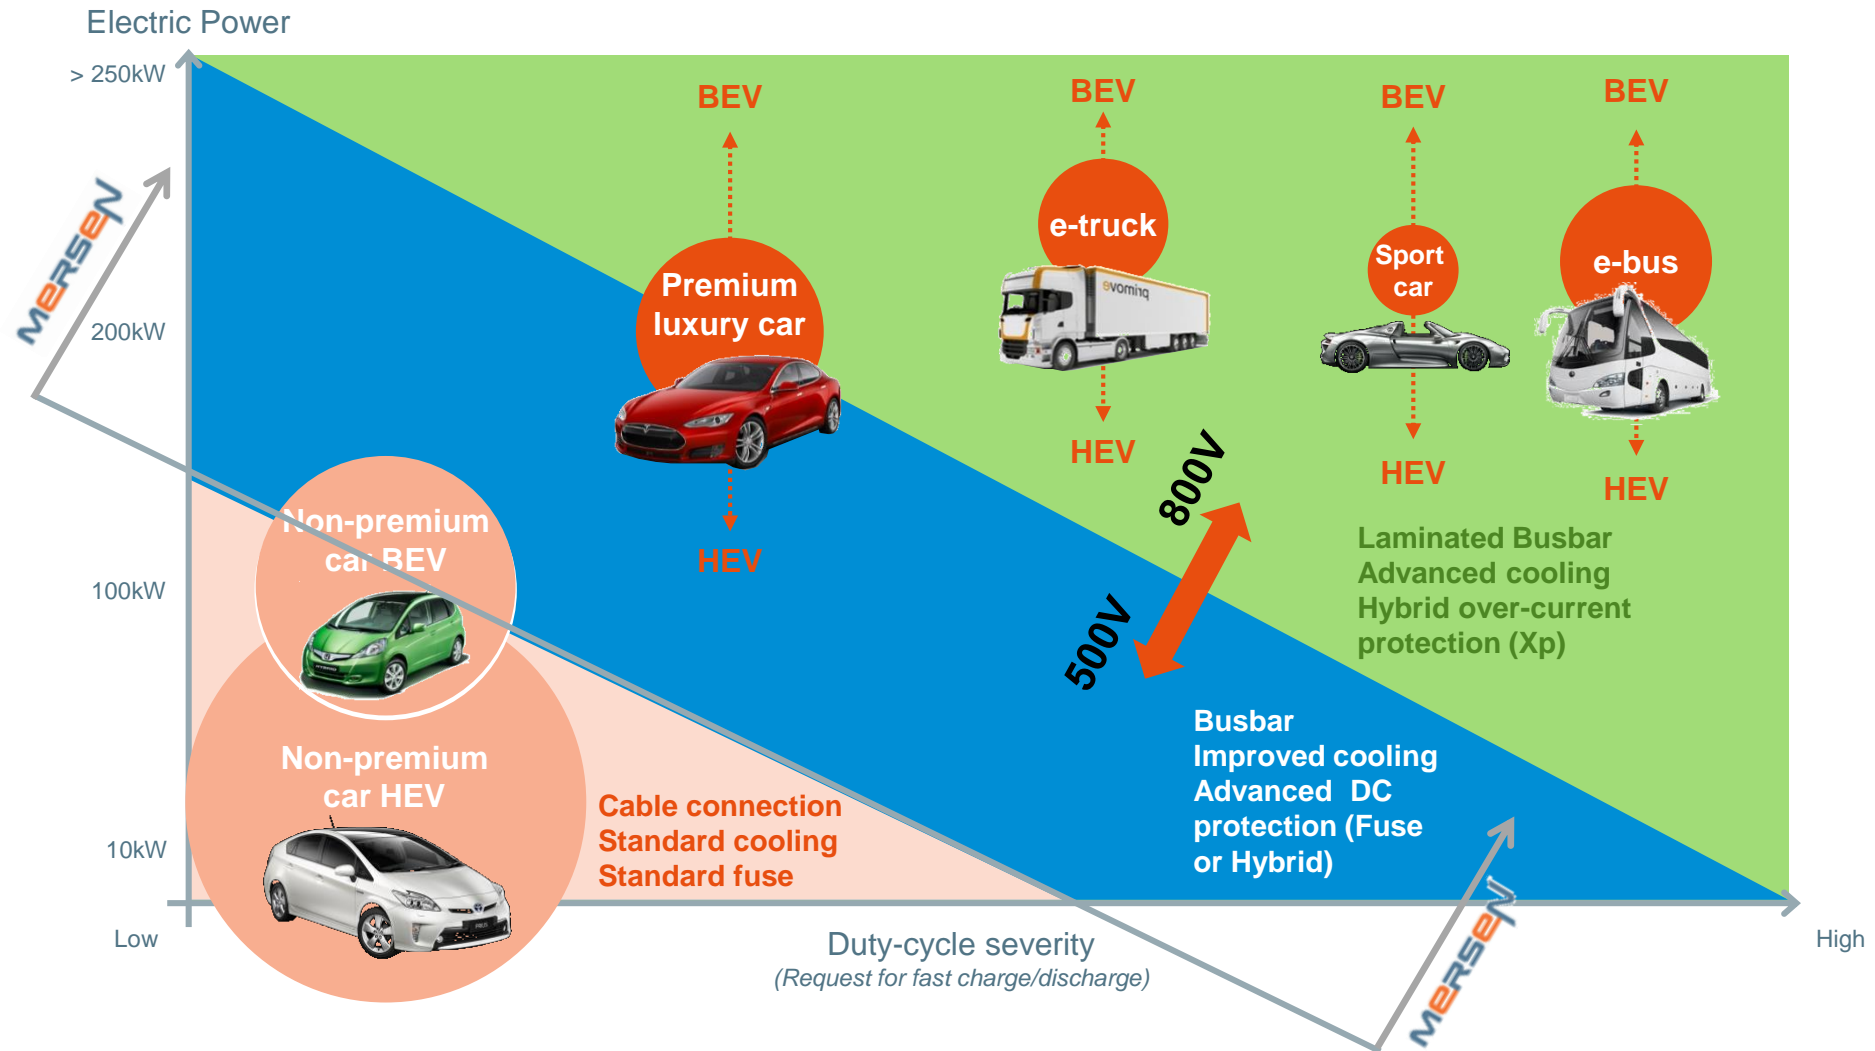 Electric Power
> 250kW
200kW
100kW
10kW
Low
High
Duty-cycle severity
(Request for fast charge/discharge)
MERSEN
MERSEN
BEV
Premium
luxury car
HEV
BEV
e-truck
HEV
BEV
Sport
car
HEV
BEV
e-bus
HEV
800V
500V
Non-premium
car BEV
Non-premium
car HEV
Cable connection
Standard cooling
Standard fuse
Busbar
Improved cooling
Advanced DC
protection (Fuse
or Hybrid)
Laminated Busbar
Advanced cooling
Hybrid over-current
protection (Xp)